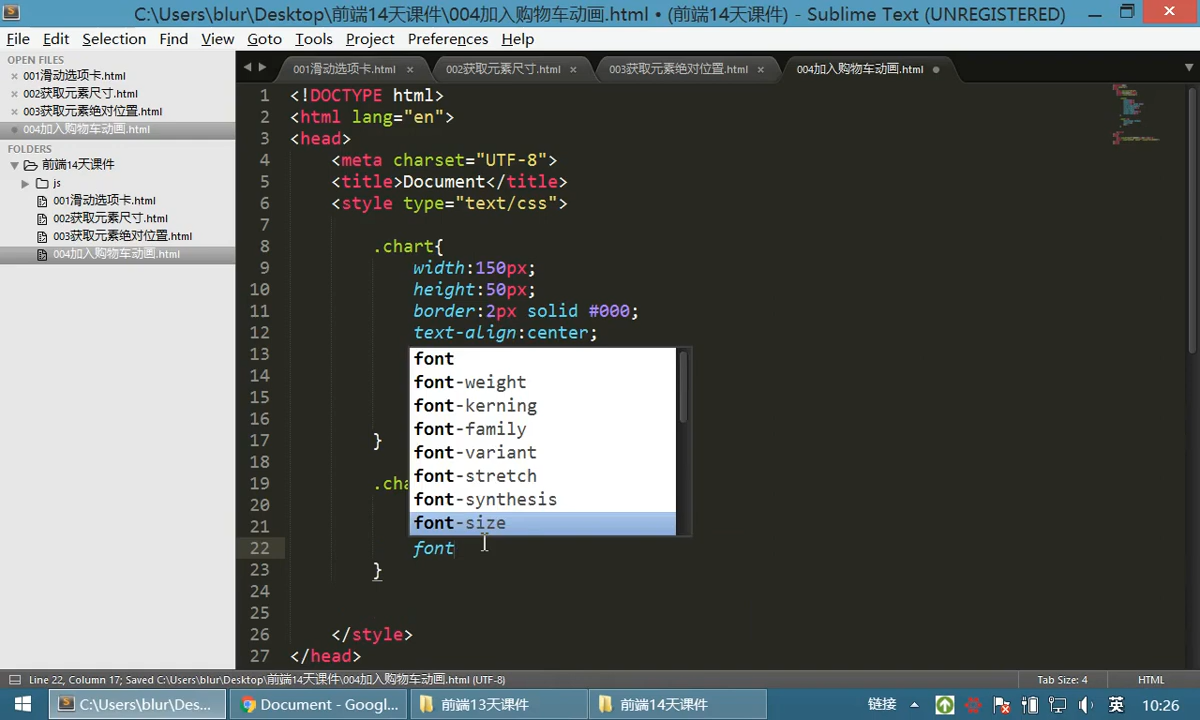 C:\Users\blur\Desktop\前端14天课件\004加入购物车动画.html • (前端14天课件) - Sublime Text (UNREGISTERED)
File Edit Selection Find View Goto Tools Project Preferences Help
OPEN FILES
001滑动选项卡.html
002获取元素尺寸.html
003获取元素绝对位置.html
004加入购物车动画.html
FOLDERS
前端14天课件
js
001滑动选项卡.html
002获取元素尺寸.html
003获取元素绝对位置.html
004加入购物车动画.html
001滑动选项卡.html × 002获取元素尺寸.html × 003获取元素绝对位置.html × 004加入购物车动画.html
1 <!DOCTYPE html>
2 <html lang="en">
3 <head>
4 <meta charset="UTF-8">
5 <title>Document</title>
6 <style type="text/css">
7
8 .chart{
9 width:150px;
10 height:50px;
11 border:2px solid #000;
12 text-align:center;
13
14
15
16
17 }
18
19 .cha
20
21
22 font
23 }
24
25
26 </style>
27 </head>
font
font-weight
font-kerning
font-family
font-variant
font-stretch
font-synthesis
font-size
Line 22, Column 17; Saved C:\Users\blur\Desktop\前端14天课件\004加入购物车动画.html (UTF-8) Tab Size: 4 HTML
C:\Users\blur\Des... Document - Googl... 前端13天课件 前端14天课件 链接 英 10:26